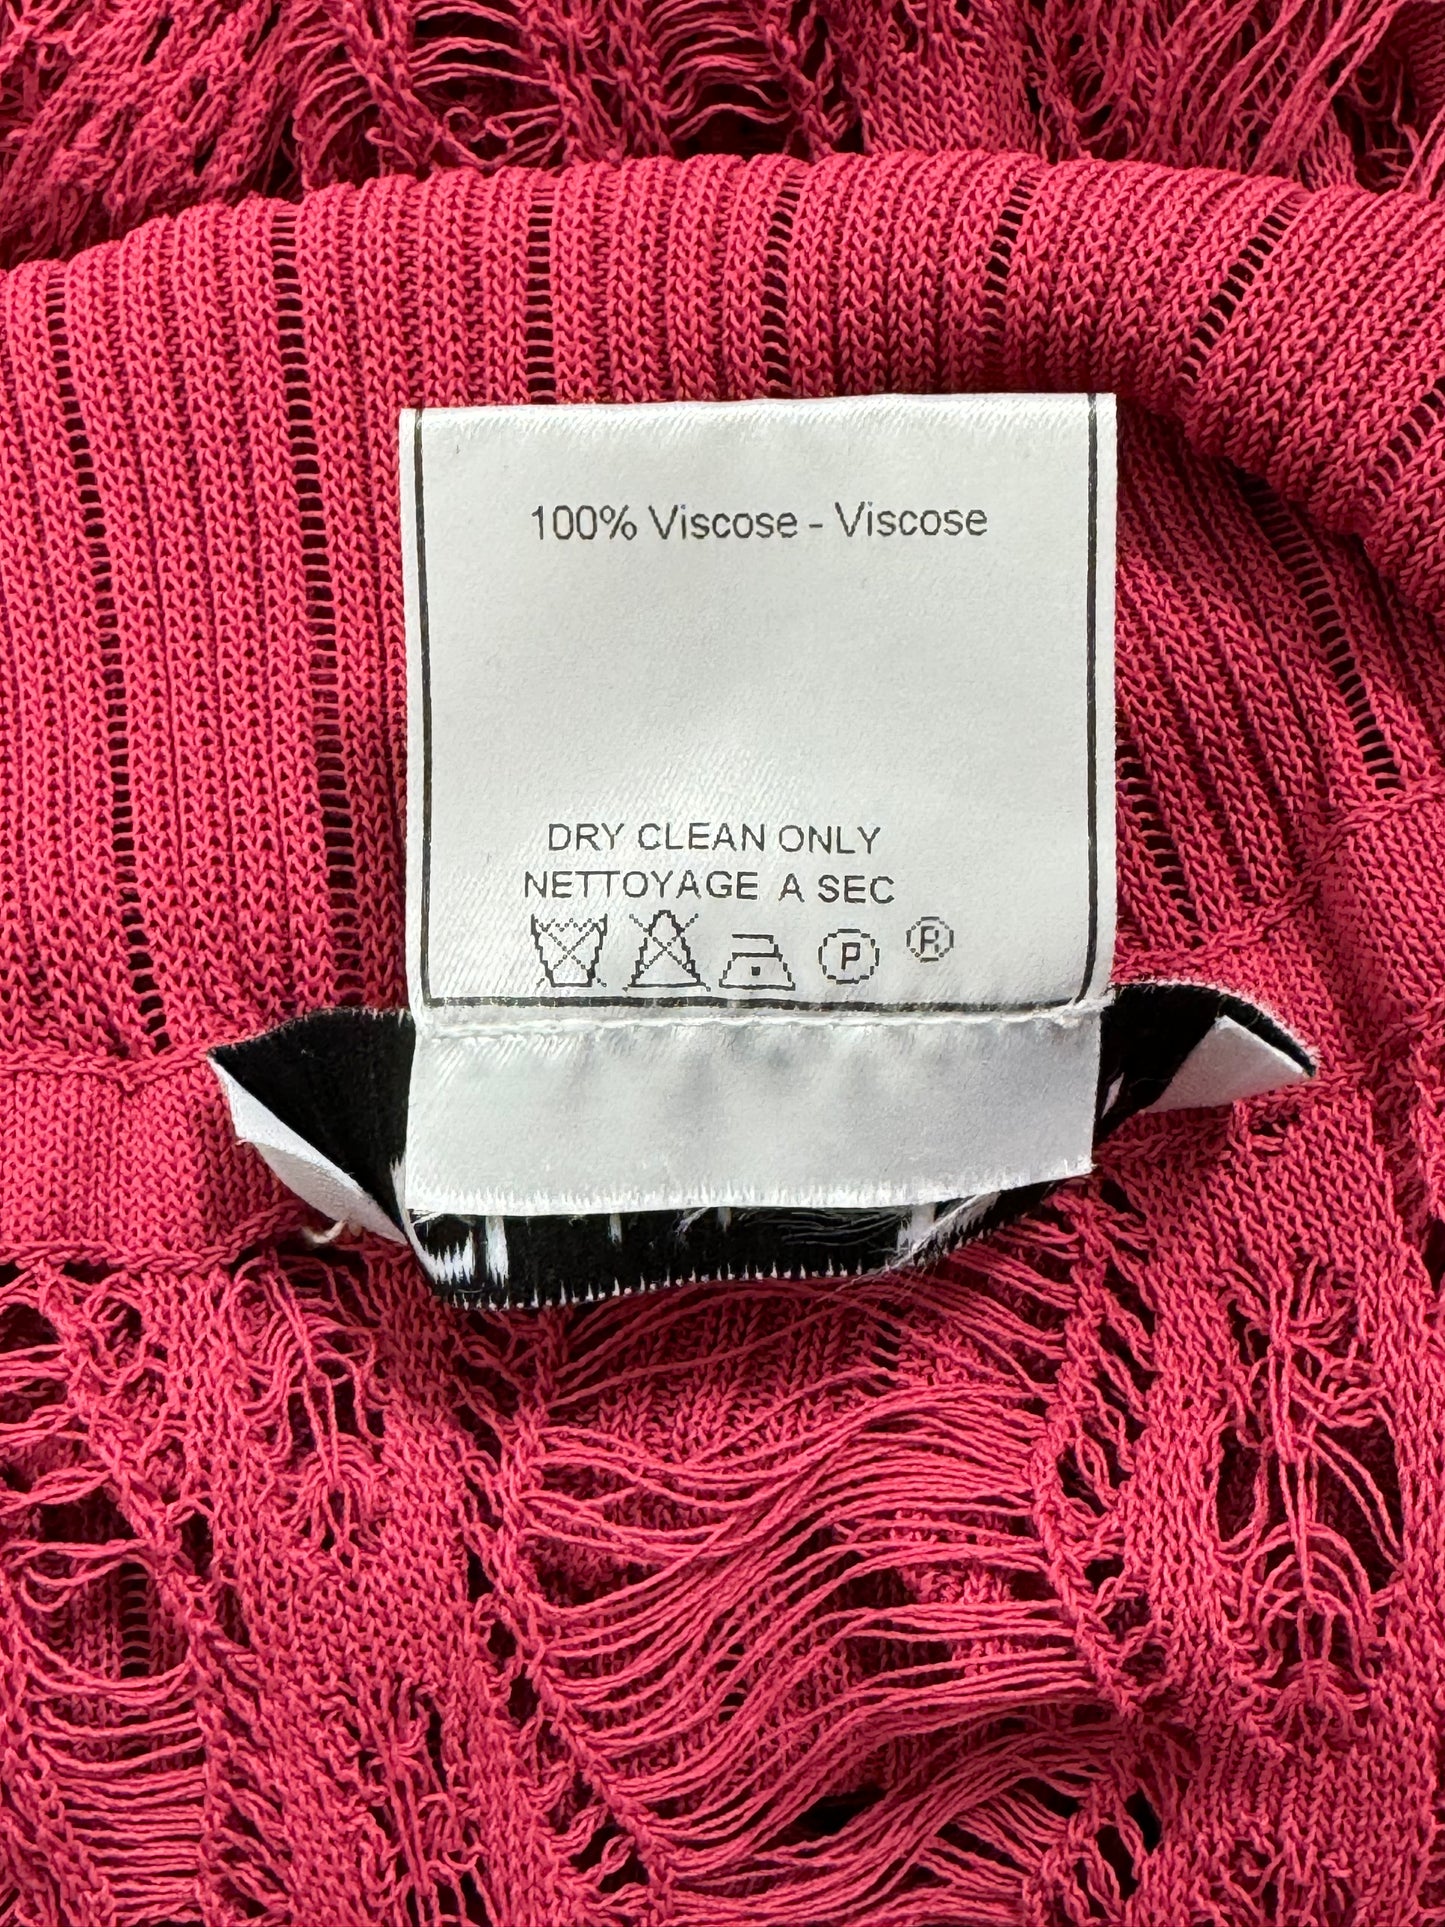 100% Viscose - Viscose
DRY CLEAN ONLY
NETTOYAGE A SEC
P ®